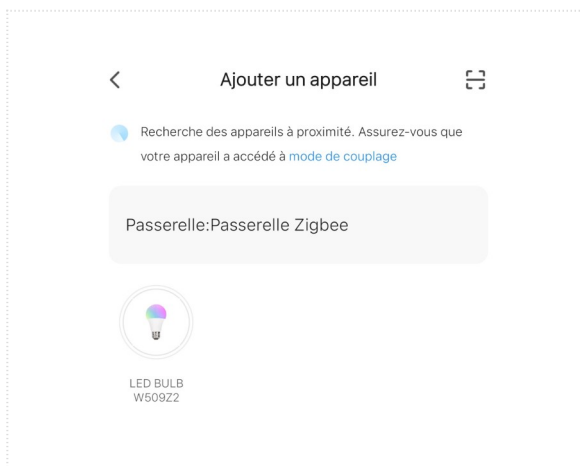 Ajouter un appareil
Recherche des appareils à proximité. Assurez-vous que
votre appareil a accédé à mode de couplage
Passerelle:Passerelle Zigbee
LED BULB
W509Z2